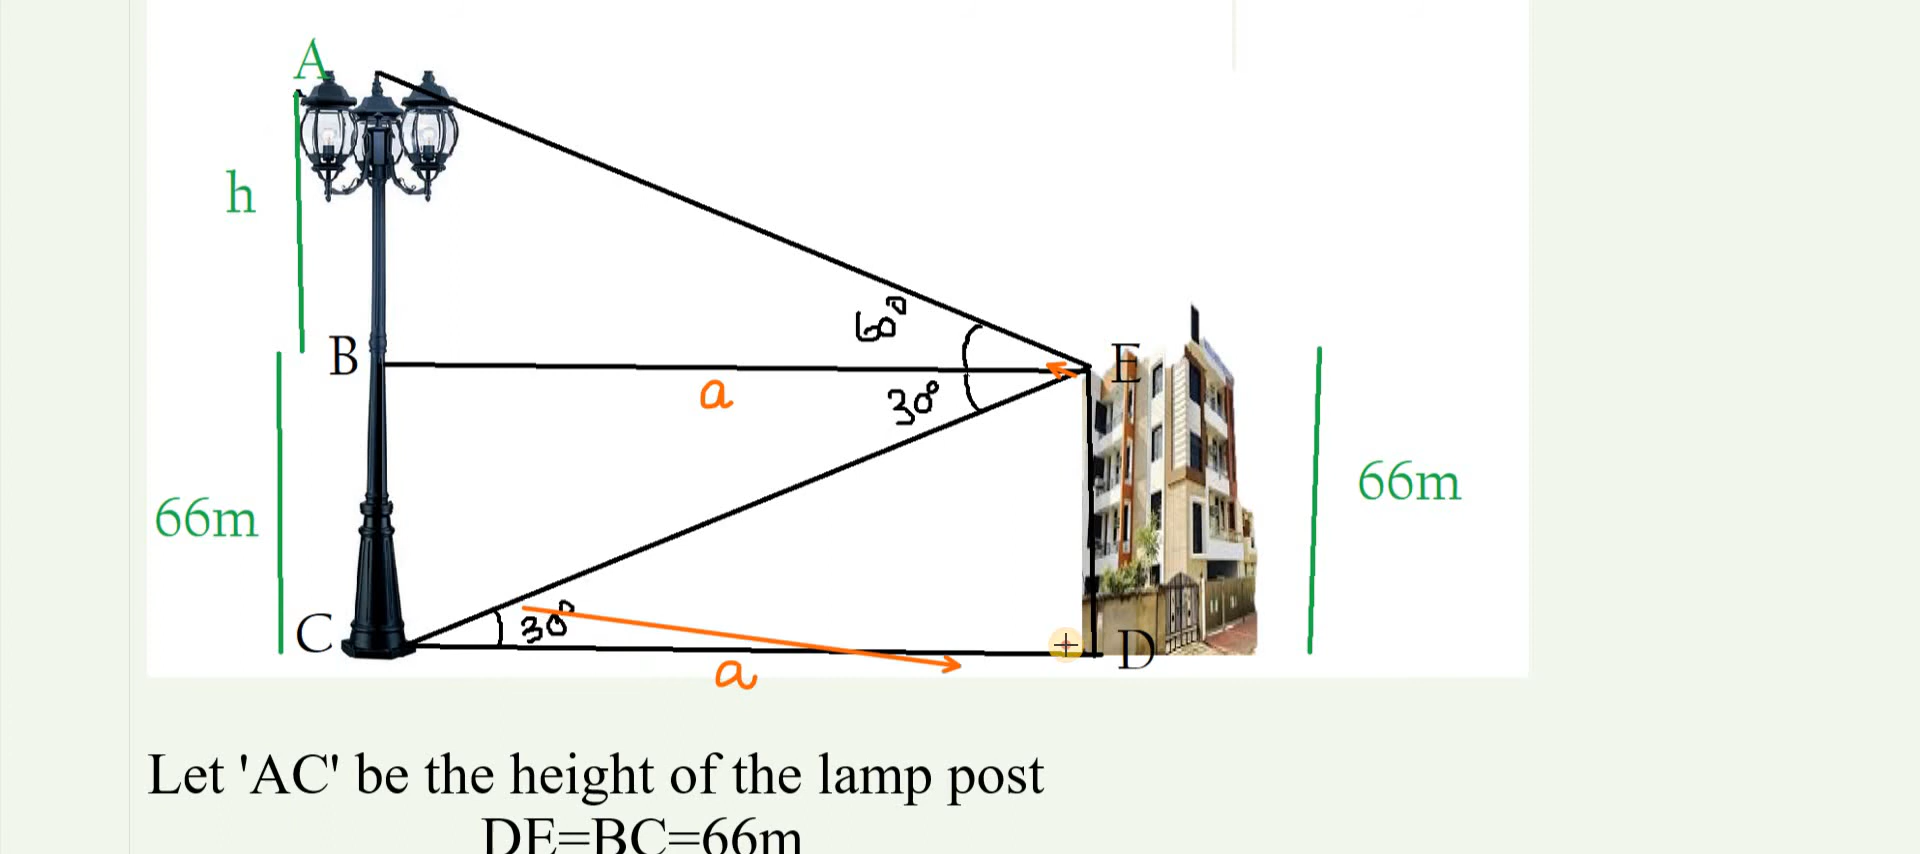 A
h
60°
B
E
a
30°
66m
66m
C
30°
D
a
Let 'AC' be the height of the lamp post
DE=BC=66m